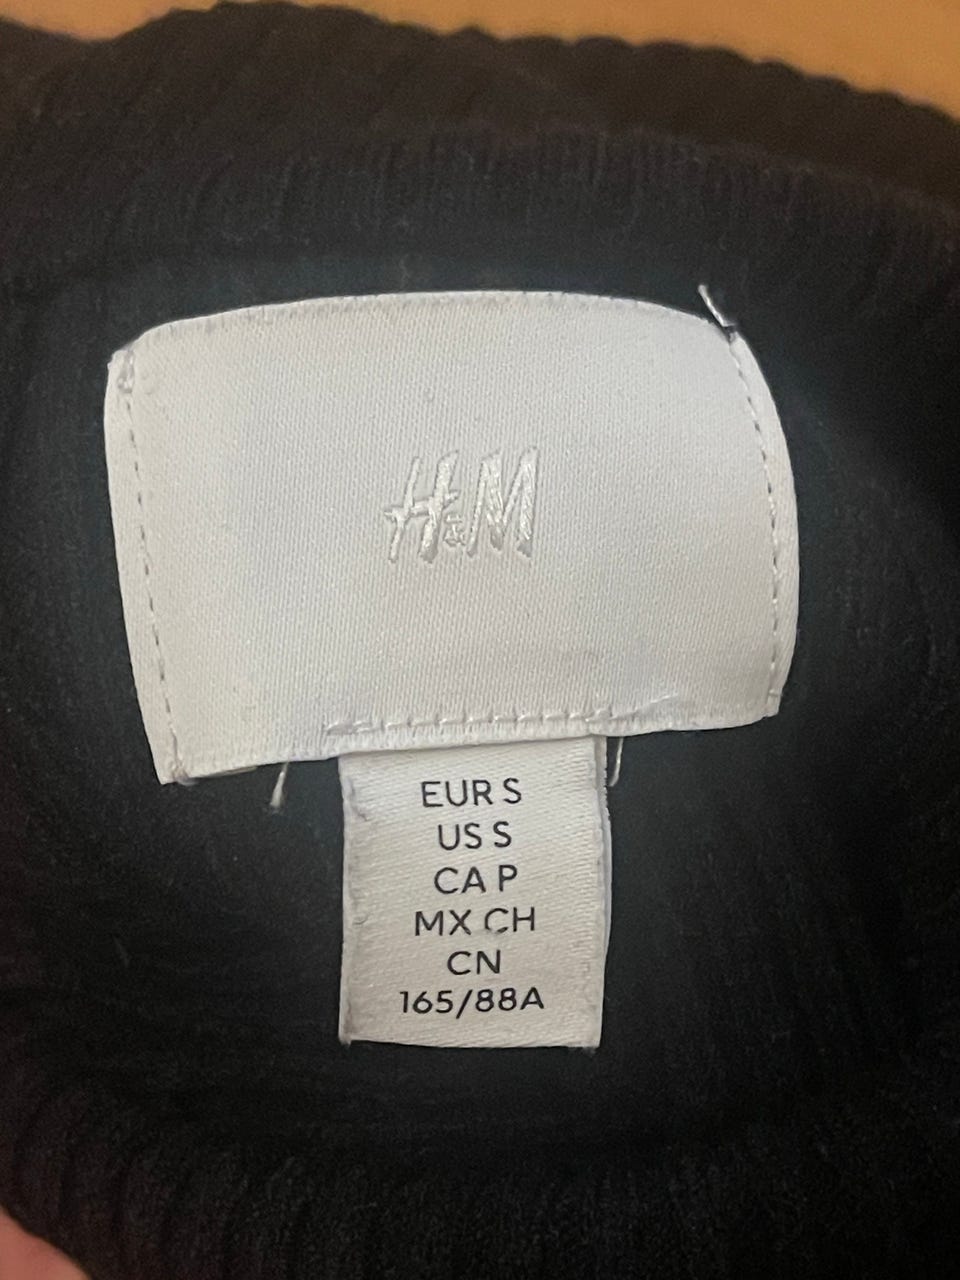 H&M
EUR S
US S
CA P
MX CH
CN
165/88A